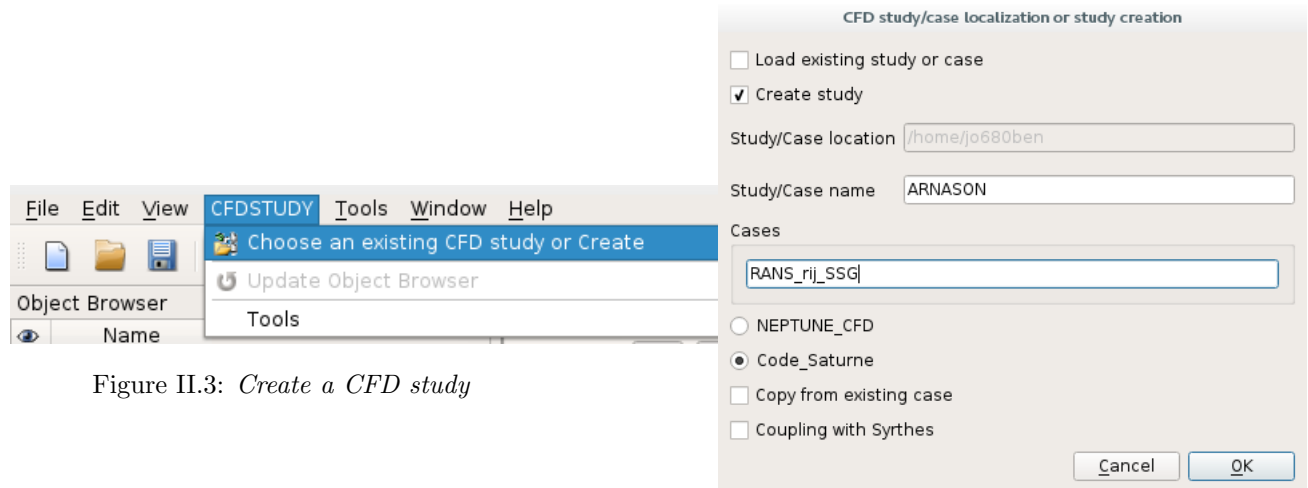 File Edit View CFDSTUDY Tools Window Help
Choose an existing CFD study or Create
Update Object Browser
Tools
Object Browser
Name
Figure II.3: Create a CFD study
CFD study/case localization or study creation
Load existing study or case
Create study
Study/Case location /home/jo680ben
Study/Case name ARNASON
Cases
RANS_rij_SSG
NEPTUNE_CFD
Code_Saturne
Copy from existing case
Coupling with Syrthes
Cancel OK